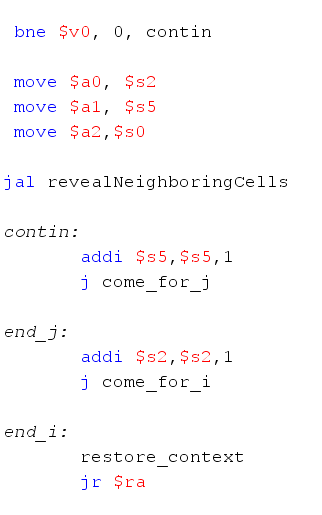 bne $v0, 0, contin
move $a0, $s2
move $a1, $s5
move $a2,$s0
jal revealNeighboringCells
contin:
addi $s5,$s5,1
j come_for_j
end_j:
addi $s2,$s2,1
j come_for_i
end_i:
restore_context
jr $ra